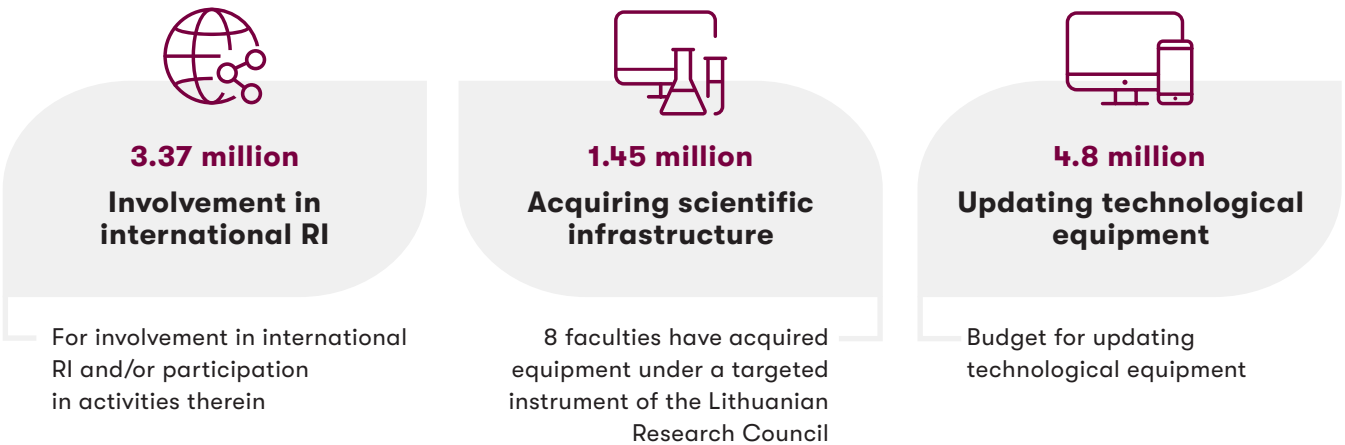 3.37 million
Involvement in
international RI
For involvement in international
RI and/or participation
in activities therein
1.45 million
Acquiring scientific
infrastructure
8 faculties have acquired
equipment under a targeted
instrument of the Lithuanian
Research Council
4.8 million
Updating technological
equipment
Budget for updating
technological equipment